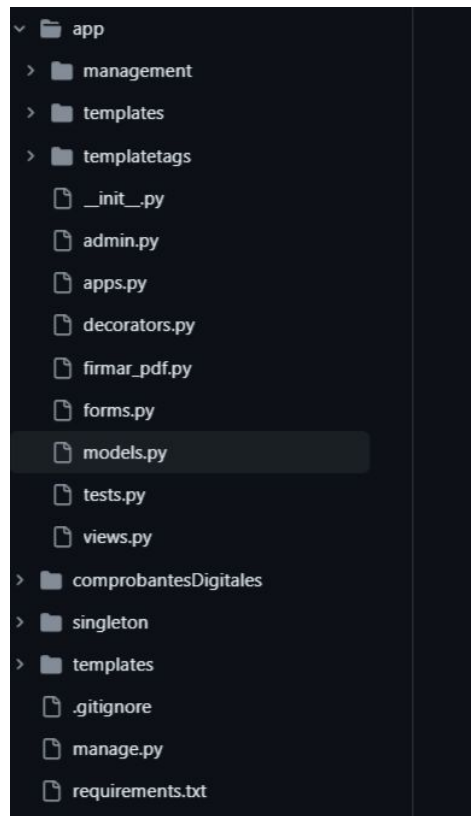 app
management
templates
templatetags
__init__.py
admin.py
apps.py
decorators.py
firmar_pdf.py
forms.py
models.py
tests.py
views.py
comprobantesDigitales
singleton
templates
.gitignore
manage.py
requirements.txt